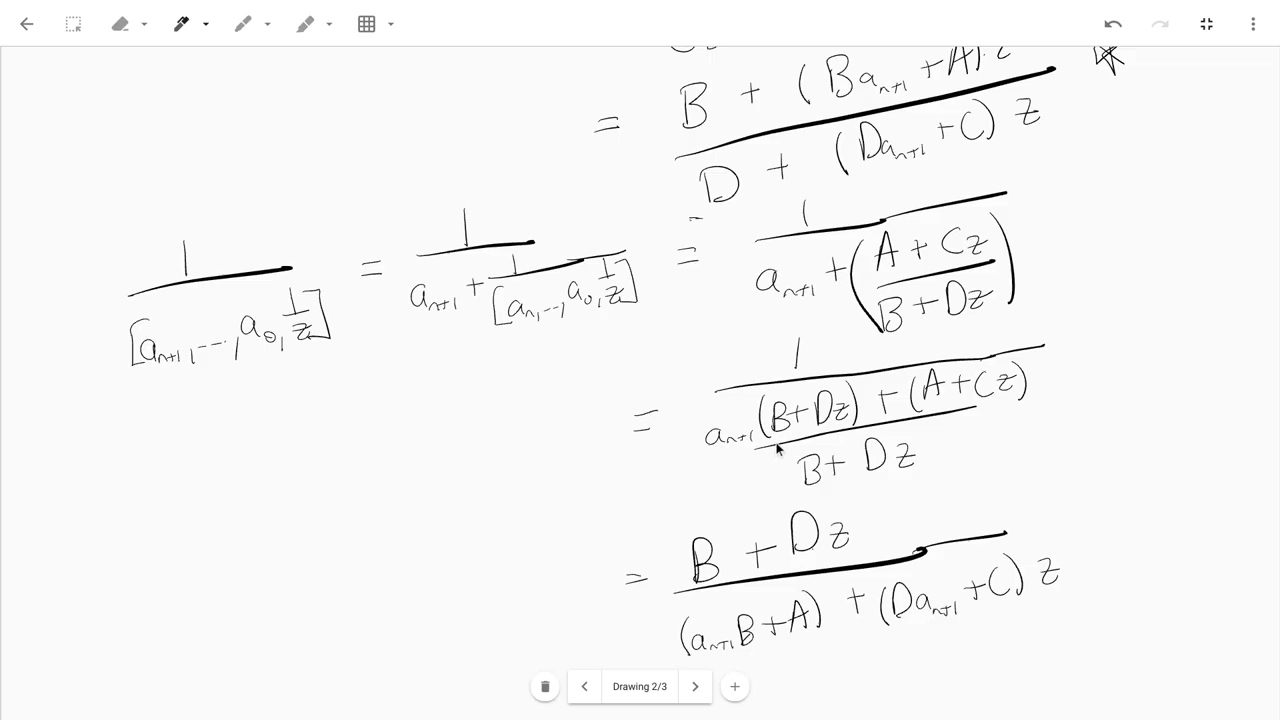 = B + (Ba_{n+1} + A) z / D + (Da_{n+1} + C) z
1 / [a_{n+1}, ..., a_0, 1/z] = 1 / a_{n+1} + 1 / [a_n, ..., a_0, 1/z] = 1 / a_{n+1} + (A + Cz / B + Dz)
= 1 / a_{n+1} (B + Dz) + (A + Cz) / B + Dz
= B + Dz / (a_{n+1} B + A) + (Da_{n+1} + C) z
Drawing 2/3